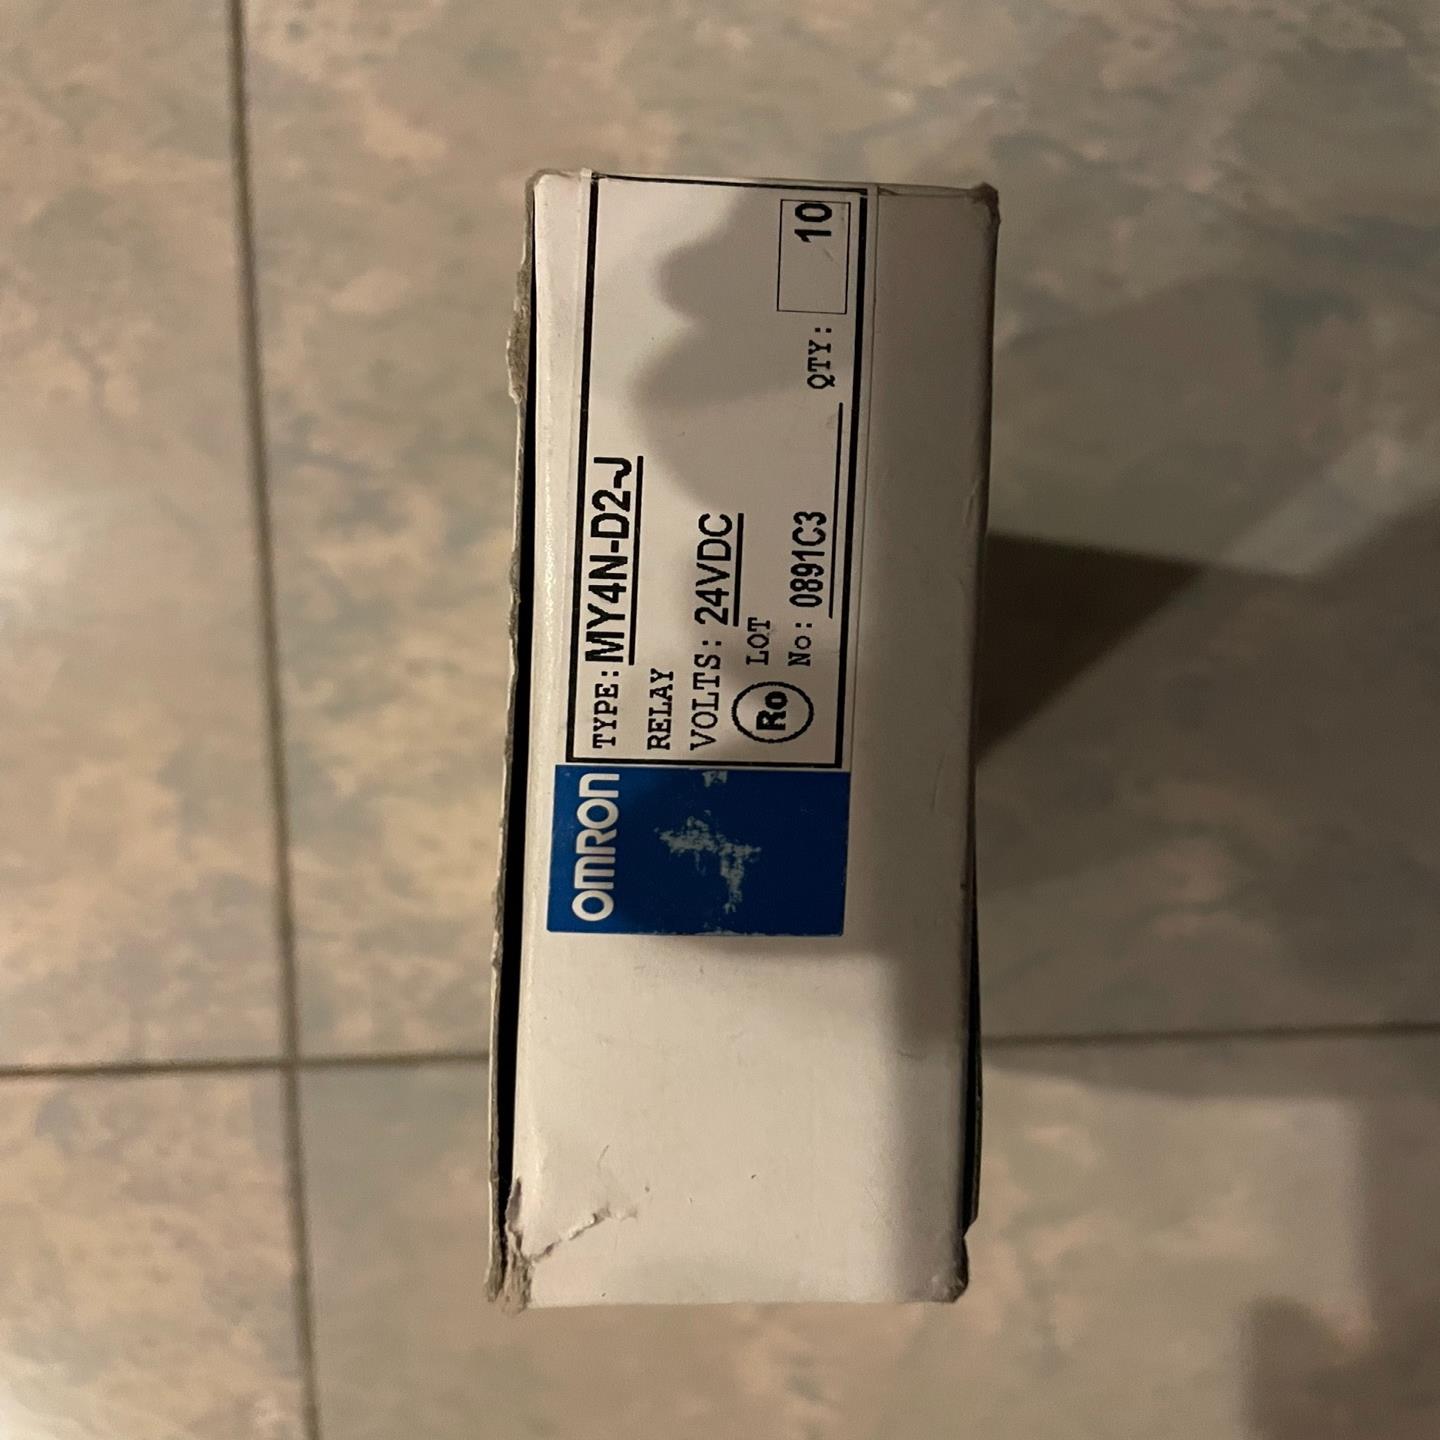 OMRON
TYPE: MY4N-D2-J
RELAY
VOLTS: 24VDC
Ro LOT
No: 0891C3 QTY: 10